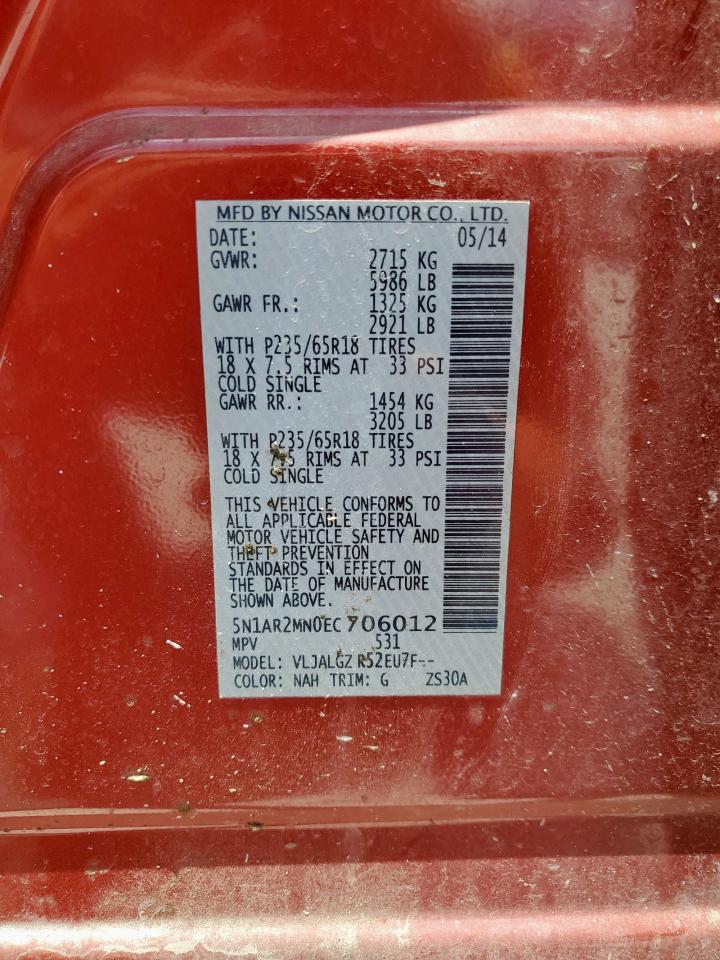 MFD BY NISSAN MOTOR CO., LTD.
DATE: 05/14
GVWR: 2715 KG
5986 LB
GAWR FR.: 1325 KG
2921 LB
WITH P235/65R18 TIRES
18 X 7.5 RIMS AT 33 PSI
COLD SINGLE
GAWR RR.: 1454 KG
3205 LB
WITH P235/65R18 TIRES
18 X 7.5 RIMS AT 33 PSI
COLD SINGLE
THIS VEHICLE CONFORMS TO
ALL APPLICABLE FEDERAL
MOTOR VEHICLE SAFETY AND
THEFT PREVENTION
STANDARDS IN EFFECT ON
THE DATE OF MANUFACTURE
SHOWN ABOVE.
5N1AR2MN0EC706012
MPV 531
MODEL: VLJALGZ R52EU7F--
COLOR: NAH TRIM: G ZS30A